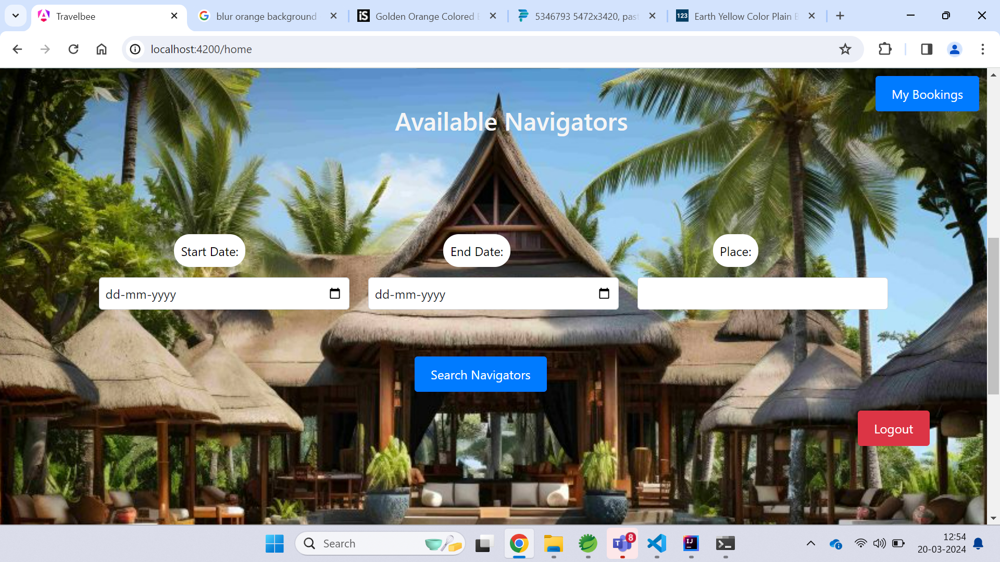 Travelbee
blur orange background
Golden Orange Colored
5346793 5472x3420, past
Earth Yellow Color Plain B
localhost:4200/home
My Bookings
Available Navigators
Start Date:
End Date:
Place:
dd-mm-yyyy
dd-mm-yyyy
Search Navigators
Logout
Search
8
12:54
20-03-2024